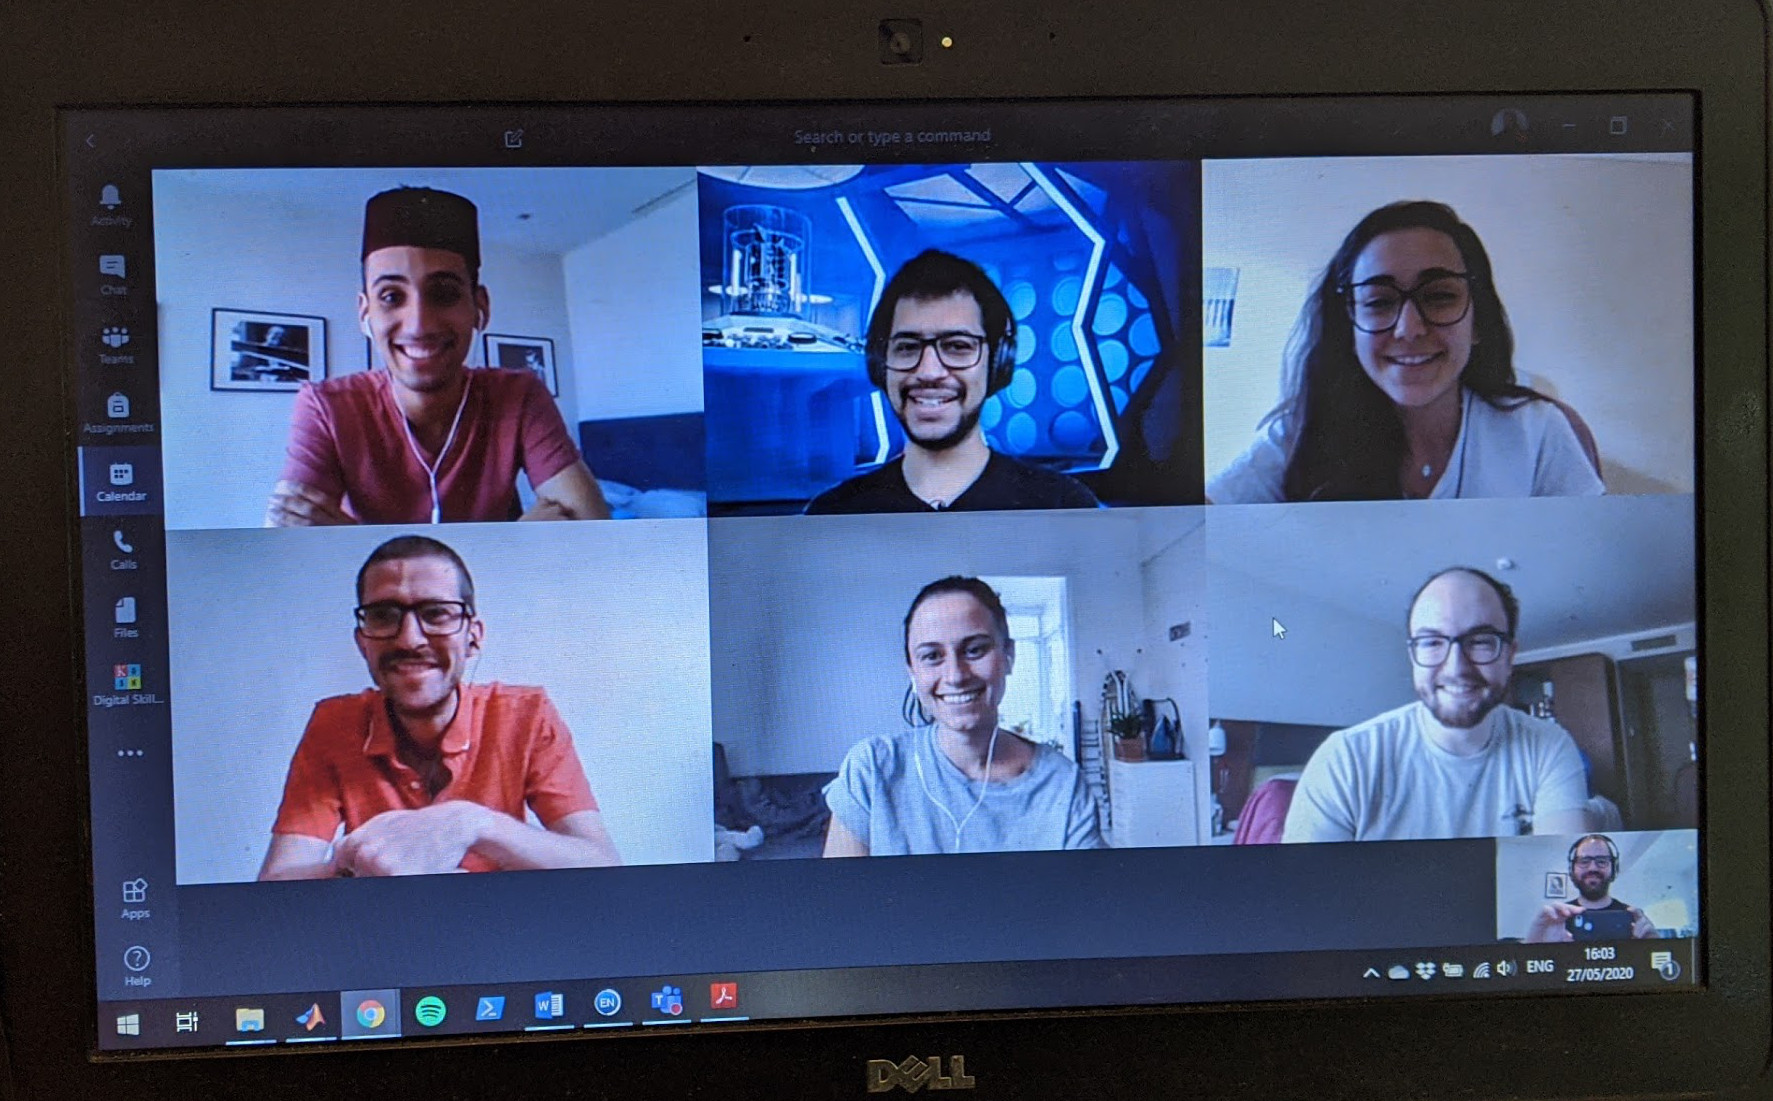 Search or type a command
Activity
Chat
Teams
Assignments
Calendar
Calls
Files
Digital Skill...
Apps
Help
ENG
16:03
27/05/2020
1
W
EN
T
DELL